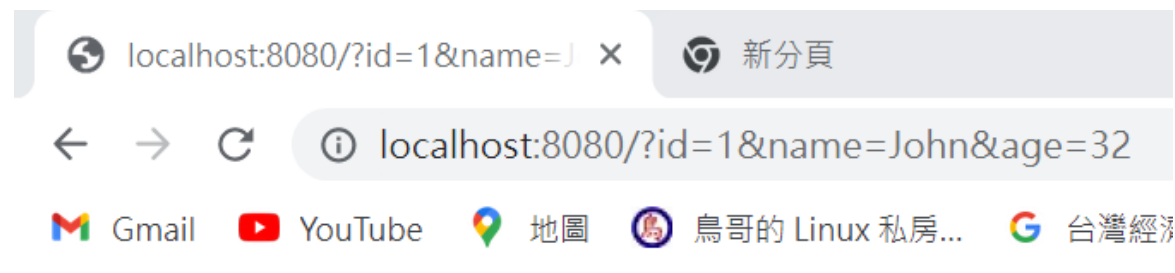 localhost:8080/?id=1&name=J 新分頁
localhost:8080/?id=1&name=John&age=32
Gmail YouTube 地圖 鳥哥的 Linux 私房... 台灣經濟